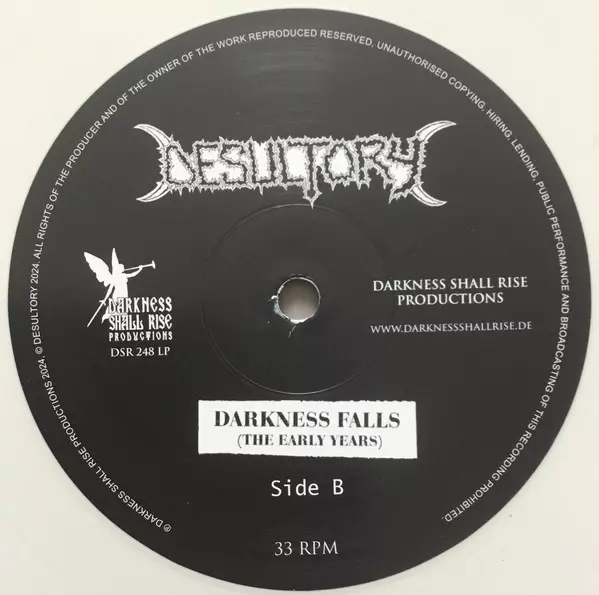 ℗ DARKNESS SHALL RISE PRODUCTIONS 2024, © DESULTORY 2024. ALL RIGHTS OF THE PRODUCER AND OF THE OWNER OF THE WORK REPRODUCED RESERVED. UNAUTHORISED COPYING, HIRING, LENDING, PUBLIC PERFORMANCE AND BROADCASTING OF THIS RECORDING PROHIBITED.
DESULTORY
DARKNESS
SHALL RISE
PRODUCTIONS
DSR 248 LP
DARKNESS SHALL RISE
PRODUCTIONS
WWW.DARKNESSSHALLRISE.DE
DARKNESS FALLS
(THE EARLY YEARS)
Side B
33 RPM